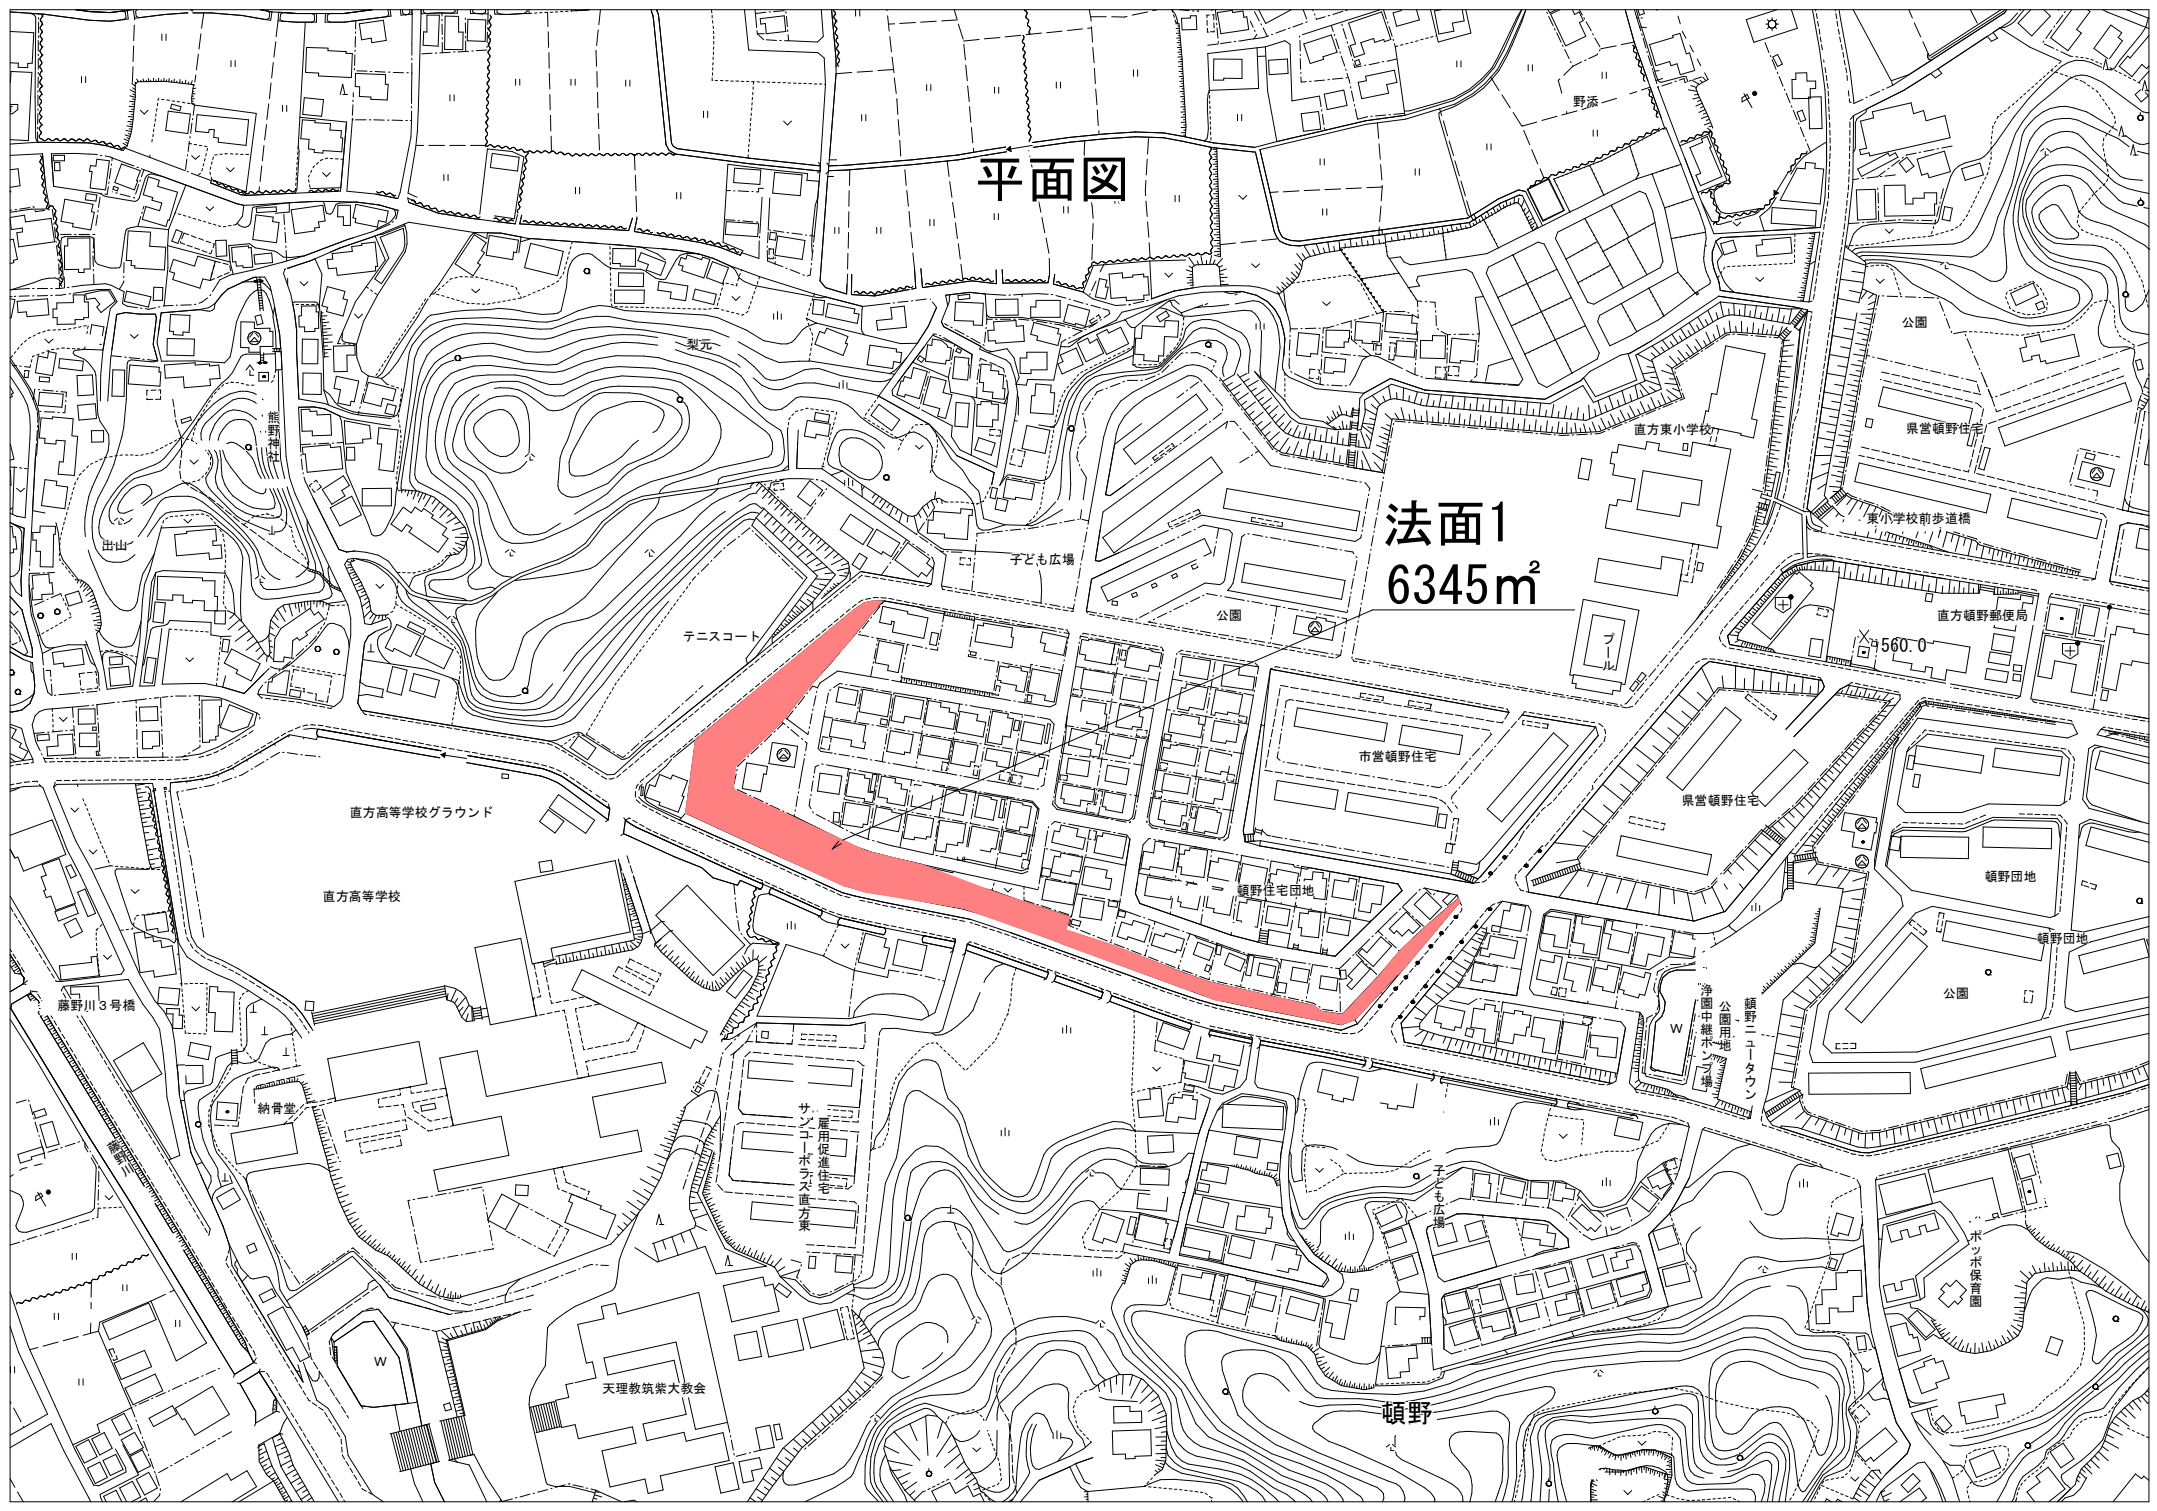 野添
平面図
公園
梨元
熊野神社
直方東小学校
県営頓野住宅
法面1
6345㎡
東小学校前歩道橋
出山
子ども広場
公園
直方頓野郵便局
テニスコート
プール
560.0
市営頓野住宅
県営頓野住宅
直方高等学校グラウンド
直方高等学校
頓野住宅団地
頓野団地
頓野団地
公園
藤野川3号橋
浄園中継ポンプ場
公園用地
頓野ニュータウン
W
納骨堂
藤野川
サンコーポラス直方東
雇用促進住宅
子ども広場
ポッポ保育園
W
天理教筑紫大教会
頓野